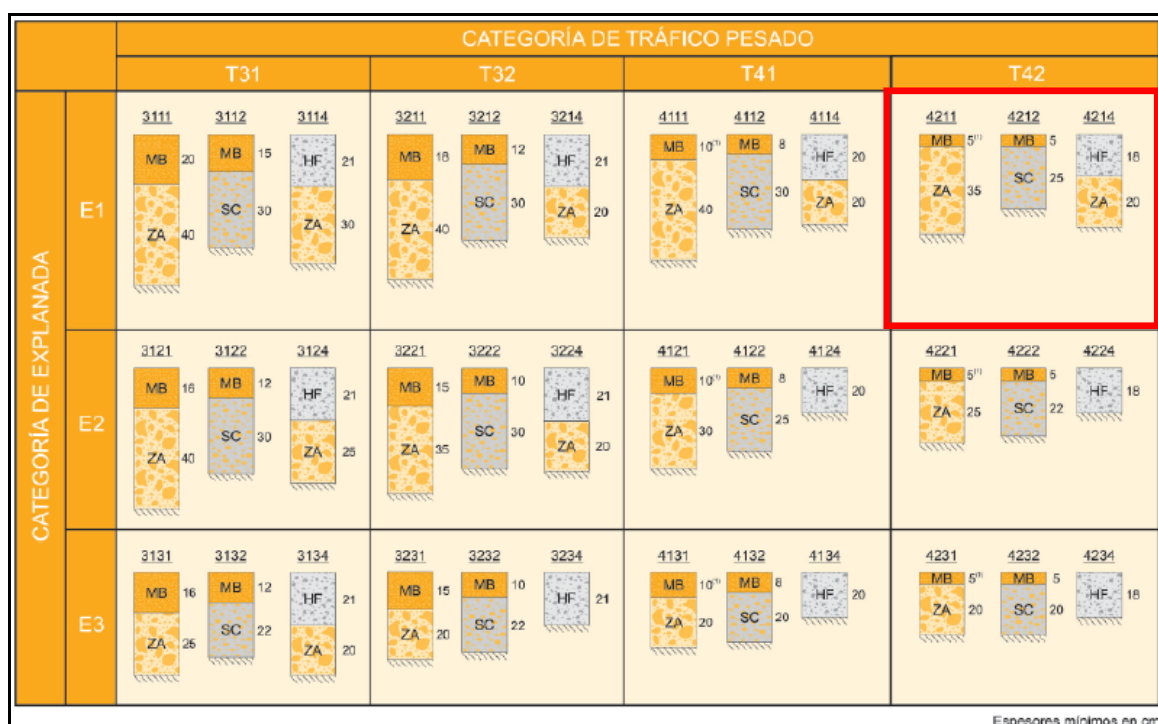 CATEGORÍA DE TRÁFICO PESADO
T31 T32 T41 T42
CATEGORÍA DE EXPLANADA
E1
3111 3112 3114 3211 3212 3214 4111 4112 4114 4211 4212 4214
MB 20 MB 15 HF 21 MB 18 MB 12 HF 21 MB 10⁽¹⁾ MB 8 HF 20 MB 5⁽¹⁾ MB 5 HF 18
ZA 40 SC 30 ZA 30 ZA 40 SC 30 ZA 20 ZA 40 SC 30 ZA 20 ZA 35 SC 25 ZA 20
E2
3121 3122 3124 3221 3222 3224 4121 4122 4124 4221 4222 4224
MB 16 MB 12 HF 21 MB 15 MB 10 HF 21 MB 10⁽¹⁾ MB 8 HF 20 MB 5⁽¹⁾ MB 5 HF 18
ZA 40 SC 30 ZA 25 ZA 35 SC 30 ZA 20 ZA 30 SC 25 ZA 25 SC 22
E3
3131 3132 3134 3231 3232 3234 4131 4132 4134 4231 4232 4234
MB 16 MB 12 HF 21 MB 15 MB 10 HF 21 MB 10⁽¹⁾ MB 8 HF 20 MB 5⁽¹⁾ MB 5 HF 18
ZA 25 SC 22 ZA 20 ZA 20 SC 22 ZA 20 SC 20 ZA 20 SC 20
Espesores mínimos en cm